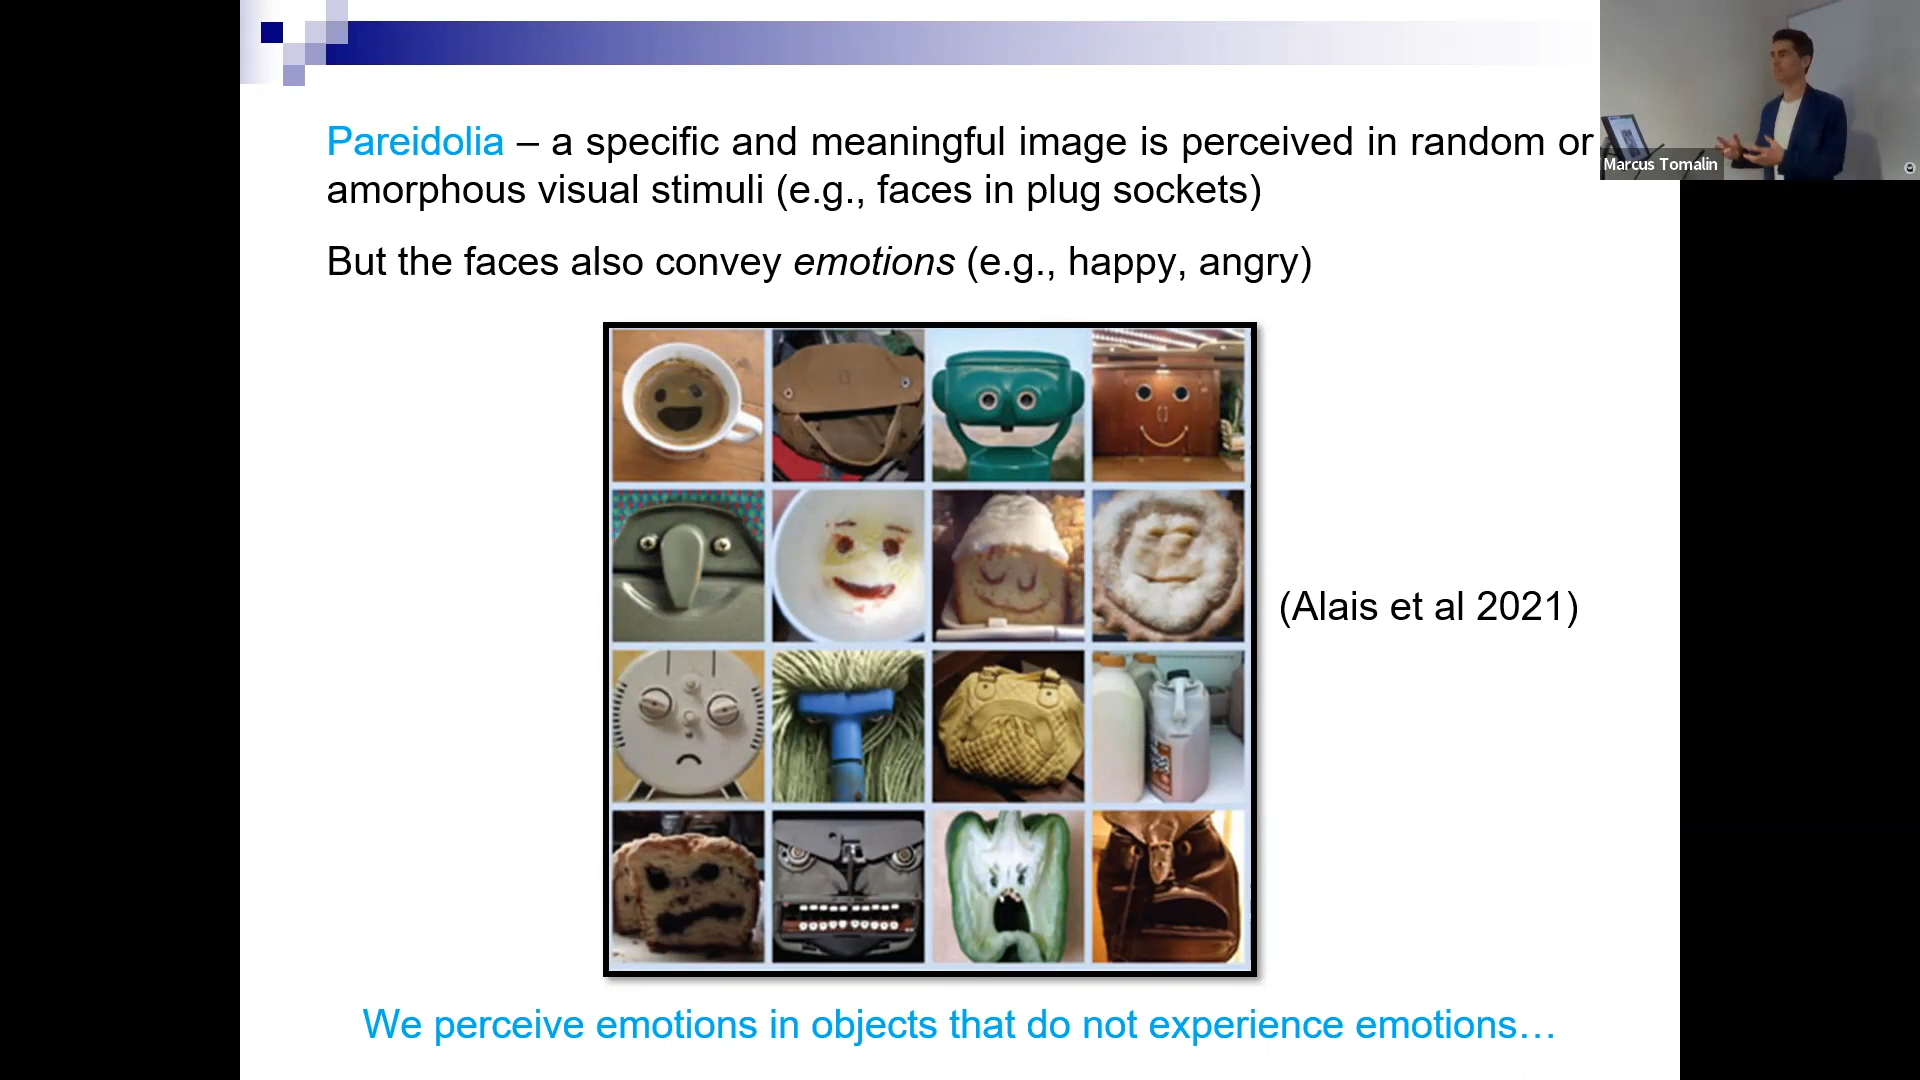 Pareidolia – a specific and meaningful image is perceived in random or
amorphous visual stimuli (e.g., faces in plug sockets)
But the faces also convey emotions (e.g., happy, angry)
Marcus Tomalin
(Alais et al 2021)
We perceive emotions in objects that do not experience emotions…